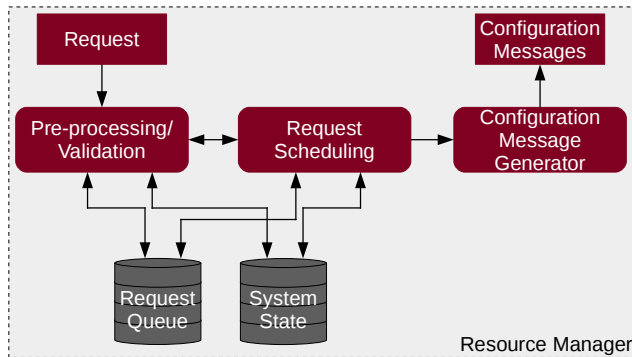 Request
Configuration
Messages
Pre-processing/
Validation
Request
Scheduling
Configuration
Message
Generator
Request
Queue
System
State
Resource Manager